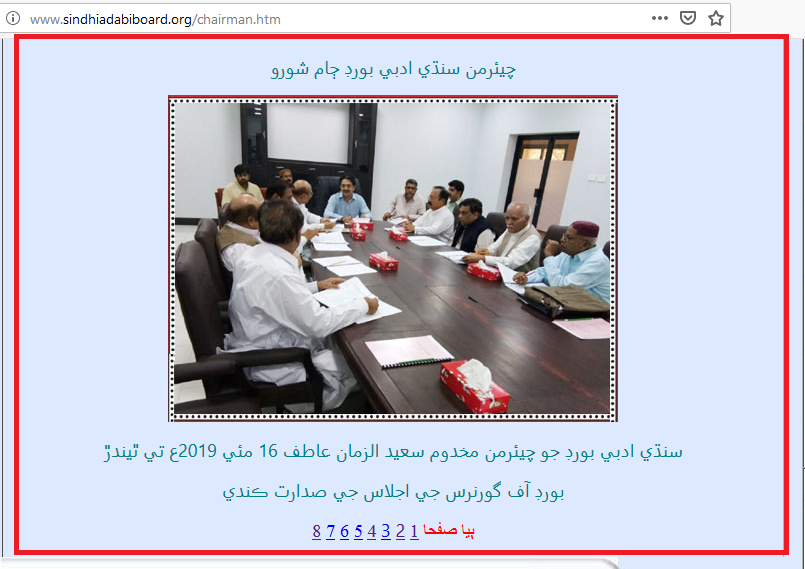 www.sindhiadabiboard.org/chairman.htm
چيئرمن سنڌي ادبي بورڊ ڄام شورو
سنڌي ادبي بورڊ جو چيئرمن مخدوم سعيد الزمان عاطف 16 مئي 2019ع تي ٿيندڙ
بورڊ آف گورنرس جي اجلاس جي صدارت ڪندي
ٻيا صفحا 1 2 3 4 5 6 7 8